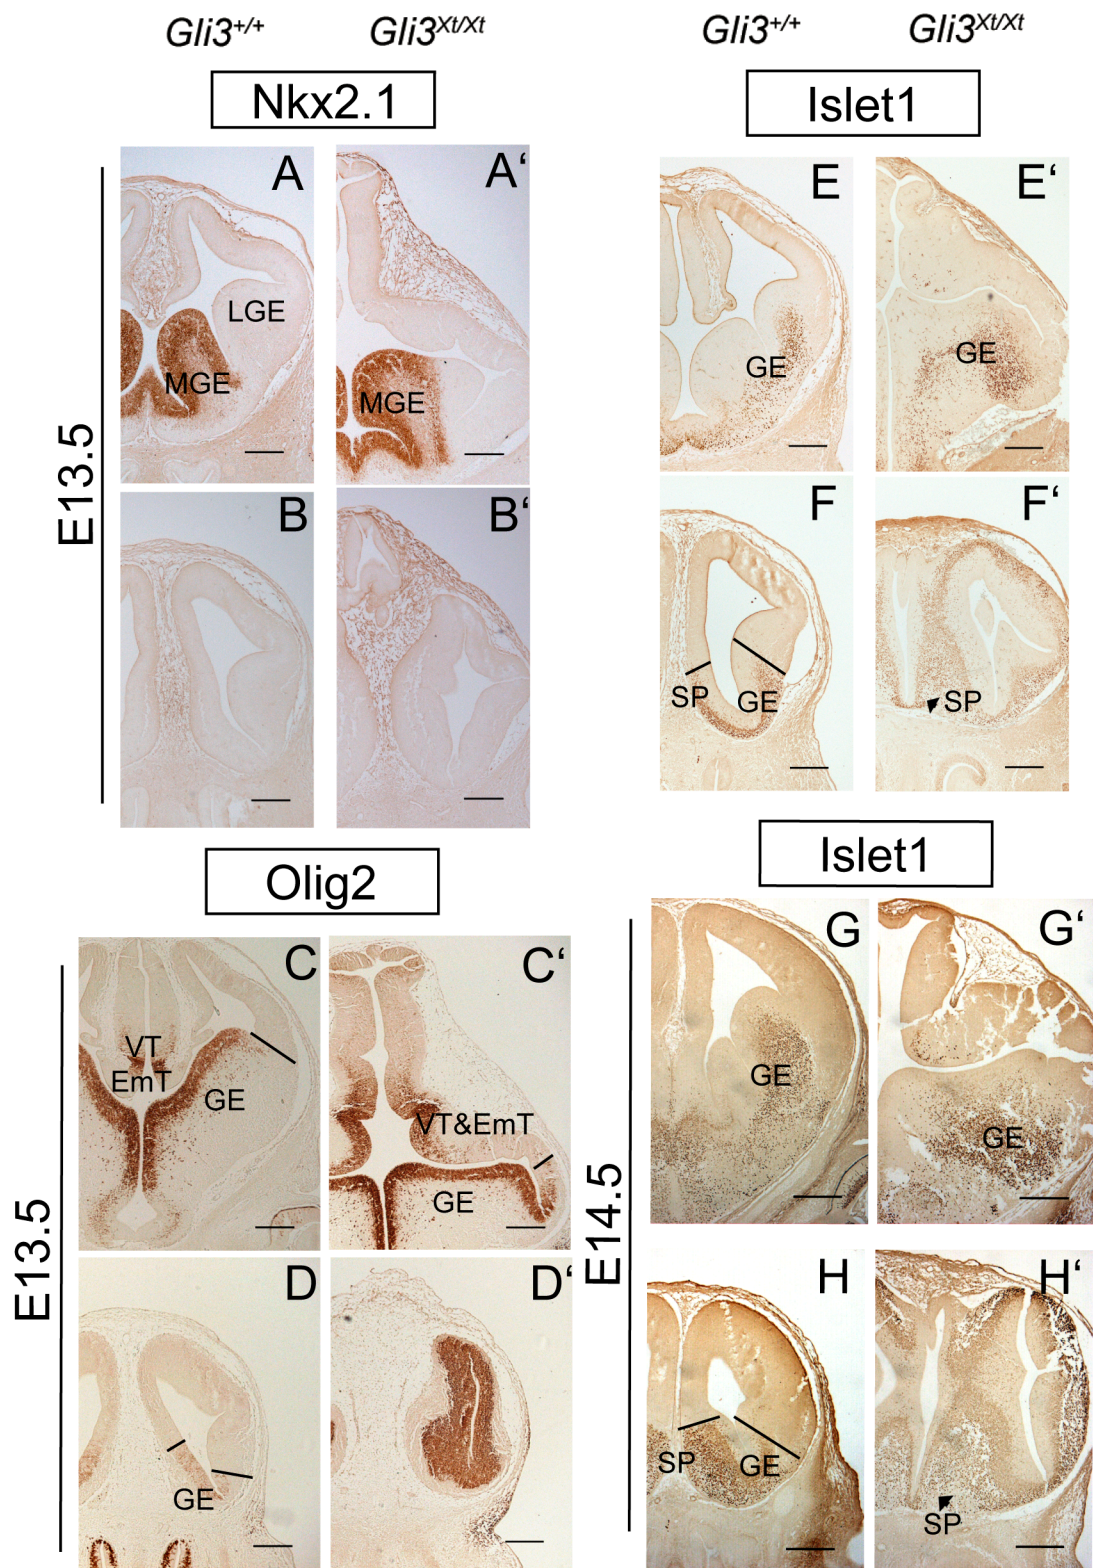 Gli3+/+ Gli3Xt/Xt Gli3+/+ Gli3Xt/Xt
Nkx2.1
Islet1
A
A‘
LGE
MGE
MGE
E
E‘
GE
GE
E13.5
B
B‘
F
F‘
SP
GE
SP
Olig2
Islet1
C
C‘
VT
EmT
GE
VT&EmT
GE
G
G‘
GE
GE
E13.5
E14.5
D
D‘
GE
H
H‘
SP
GE
SP